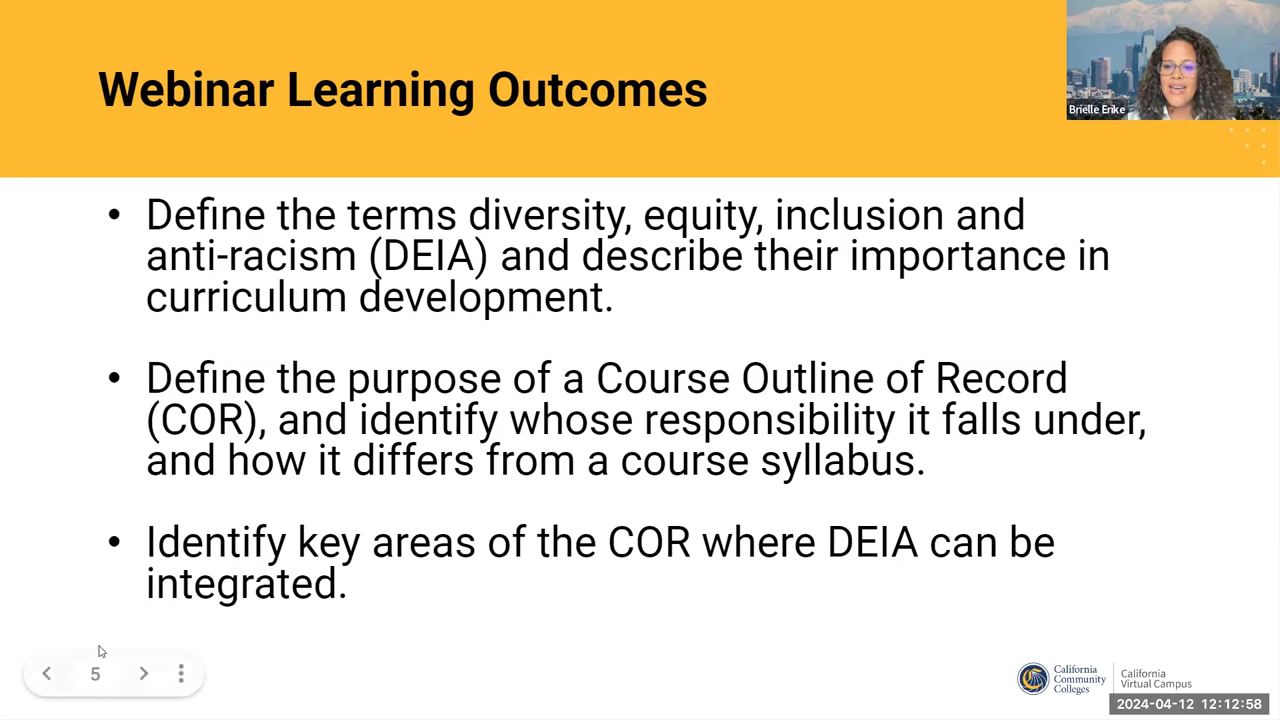 Webinar Learning Outcomes
Brielle Erike
• Define the terms diversity, equity, inclusion and
anti-racism (DEIA) and describe their importance in
curriculum development.
• Define the purpose of a Course Outline of Record
(COR), and identify whose responsibility it falls under,
and how it differs from a course syllabus.
• Identify key areas of the COR where DEIA can be
integrated.
5
California
Community
Colleges
California
Virtual Campus
2024-04-12 12:12:58